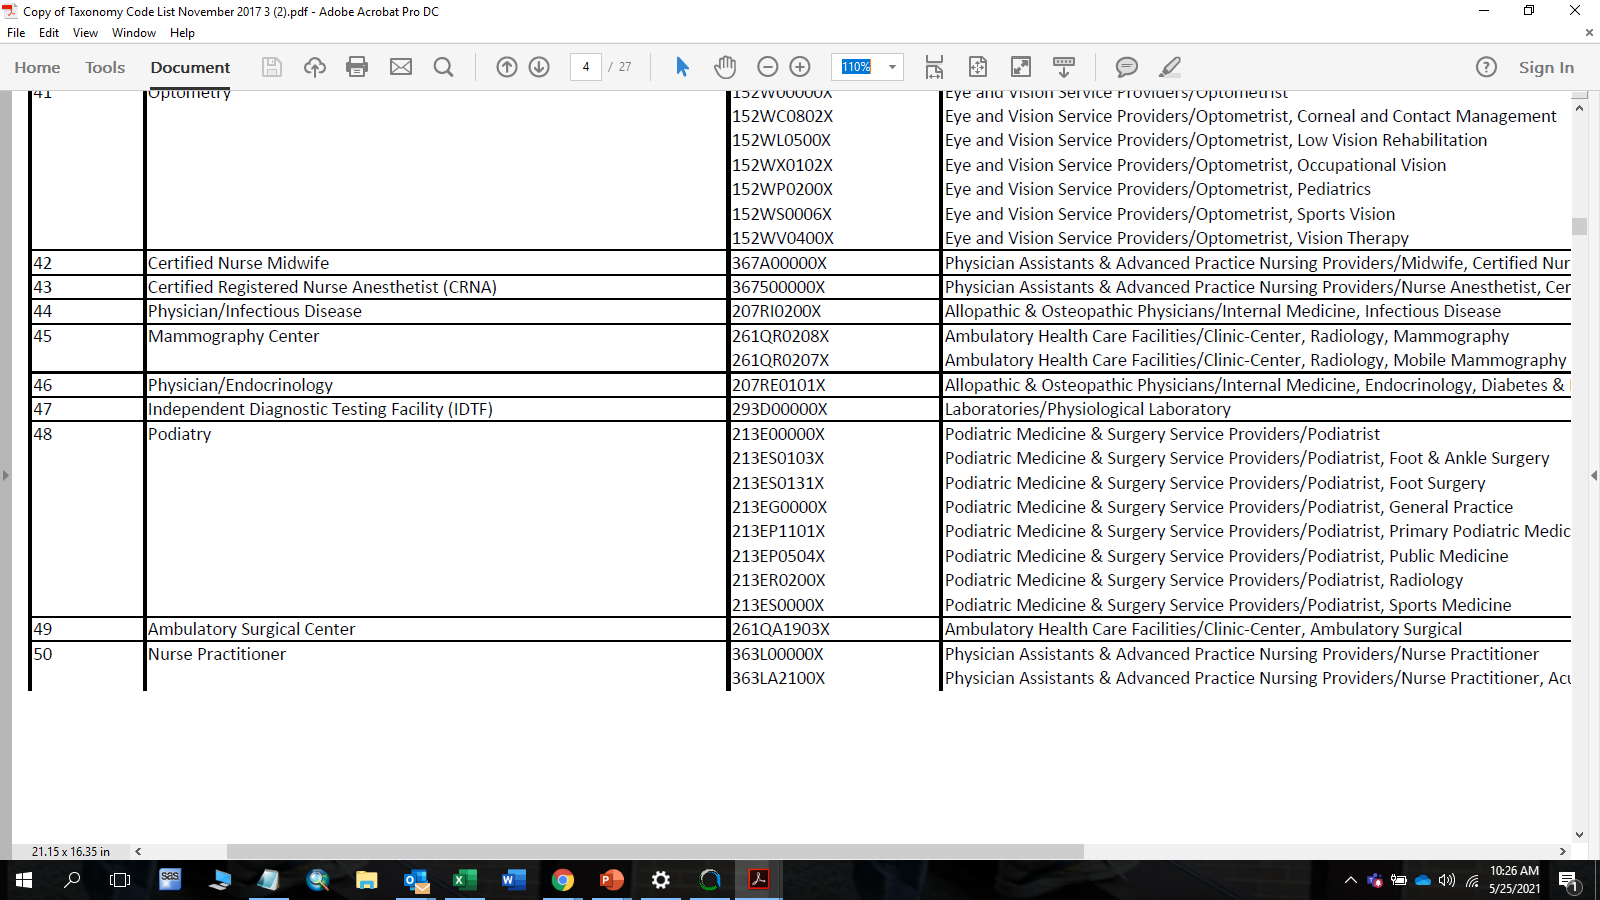 Copy of Taxonomy Code List November 2017 3 (2).pdf - Adobe Acrobat Pro DC
File Edit View Window Help
Home Tools Document 4 / 27 110% Sign In
41 Optometry 152W00000X Eye and Vision Service Providers/Optometrist
152WC0802X Eye and Vision Service Providers/Optometrist, Corneal and Contact Management
152WL0500X Eye and Vision Service Providers/Optometrist, Low Vision Rehabilitation
152WX0102X Eye and Vision Service Providers/Optometrist, Occupational Vision
152WP0200X Eye and Vision Service Providers/Optometrist, Pediatrics
152WS0006X Eye and Vision Service Providers/Optometrist, Sports Vision
152WV0400X Eye and Vision Service Providers/Optometrist, Vision Therapy
42 Certified Nurse Midwife 367A00000X Physician Assistants & Advanced Practice Nursing Providers/Midwife, Certified Nur
43 Certified Registered Nurse Anesthetist (CRNA) 367500000X Physician Assistants & Advanced Practice Nursing Providers/Nurse Anesthetist, Cer
44 Physician/Infectious Disease 207RI0200X Allopathic & Osteopathic Physicians/Internal Medicine, Infectious Disease
45 Mammography Center 261QR0208X Ambulatory Health Care Facilities/Clinic-Center, Radiology, Mammography
261QR0207X Ambulatory Health Care Facilities/Clinic-Center, Radiology, Mobile Mammography
46 Physician/Endocrinology 207RE0101X Allopathic & Osteopathic Physicians/Internal Medicine, Endocrinology, Diabetes &
47 Independent Diagnostic Testing Facility (IDTF) 293D00000X Laboratories/Physiological Laboratory
48 Podiatry 213E00000X Podiatric Medicine & Surgery Service Providers/Podiatrist
213ES0103X Podiatric Medicine & Surgery Service Providers/Podiatrist, Foot & Ankle Surgery
213ES0131X Podiatric Medicine & Surgery Service Providers/Podiatrist, Foot Surgery
213EG0000X Podiatric Medicine & Surgery Service Providers/Podiatrist, General Practice
213EP1101X Podiatric Medicine & Surgery Service Providers/Podiatrist, Primary Podiatric Medic
213EP0504X Podiatric Medicine & Surgery Service Providers/Podiatrist, Public Medicine
213ER0200X Podiatric Medicine & Surgery Service Providers/Podiatrist, Radiology
213ES0000X Podiatric Medicine & Surgery Service Providers/Podiatrist, Sports Medicine
49 Ambulatory Surgical Center 261QA1903X Ambulatory Health Care Facilities/Clinic-Center, Ambulatory Surgical
50 Nurse Practitioner 363L00000X Physician Assistants & Advanced Practice Nursing Providers/Nurse Practitioner
363LA2100X Physician Assistants & Advanced Practice Nursing Providers/Nurse Practitioner, Acu
21.15 x 16.35 in
sas
10:26 AM
5/25/2021
1